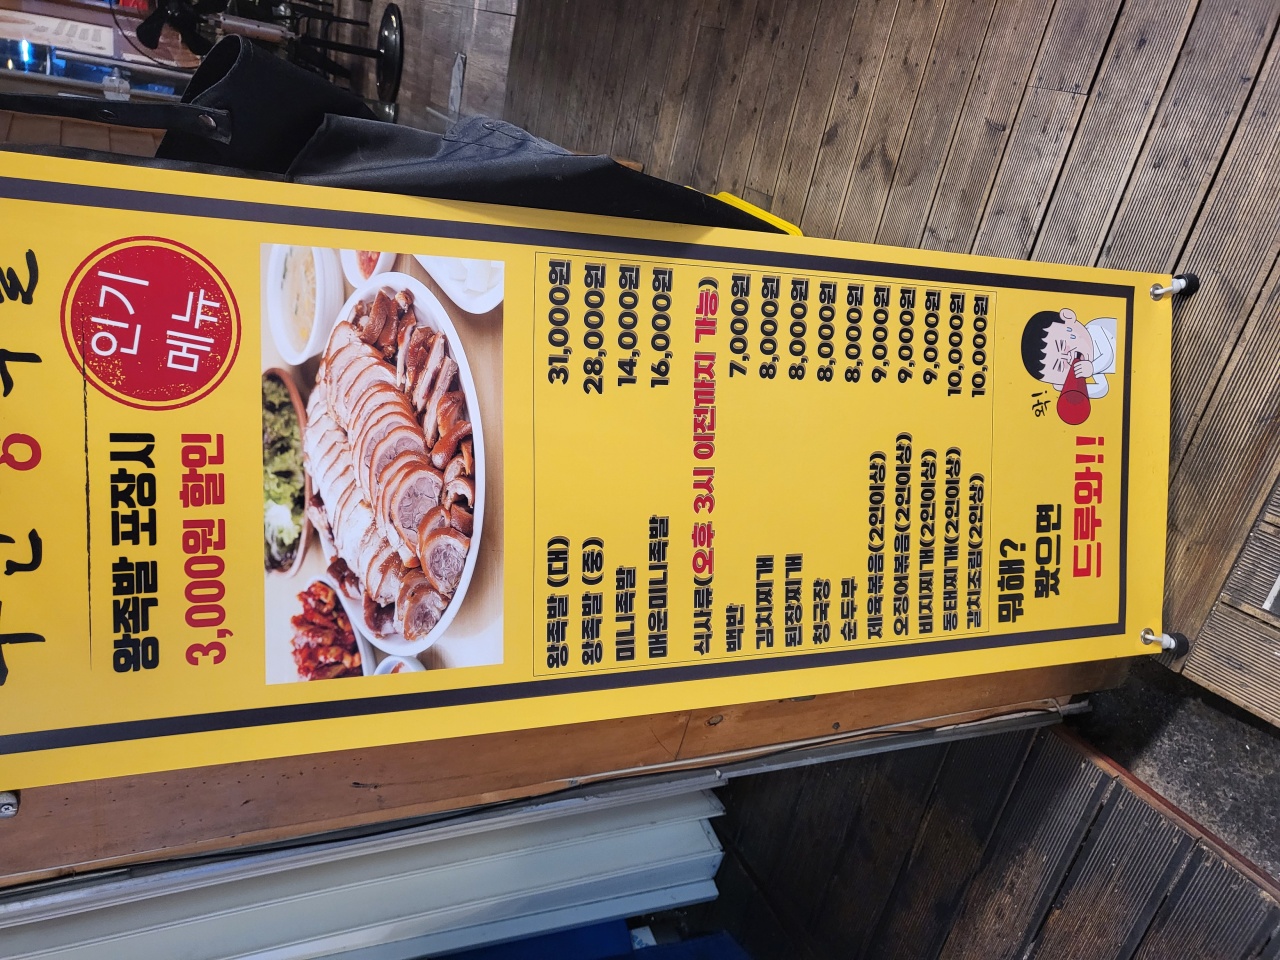 인기
메뉴
왕족발 포장시
3,000원 할인
왕족발 (대) 31,000원
왕족발 (중) 28,000원
미니족발 14,000원
매운미니족발 16,000원
식사류(오후 3시 이전까지 가능)
백반 7,000원
김치찌개 8,000원
된장찌개 8,000원
청국장 8,000원
순두부 8,000원
제육볶음(2인이상) 9,000원
오징어볶음(2인이상) 9,000원
비지찌개(2인이상) 9,000원
동태찌개(2인이상) 10,000원
갈치조림(2인상) 10,000원
와!
뭐해?
봤으면
드루와!!